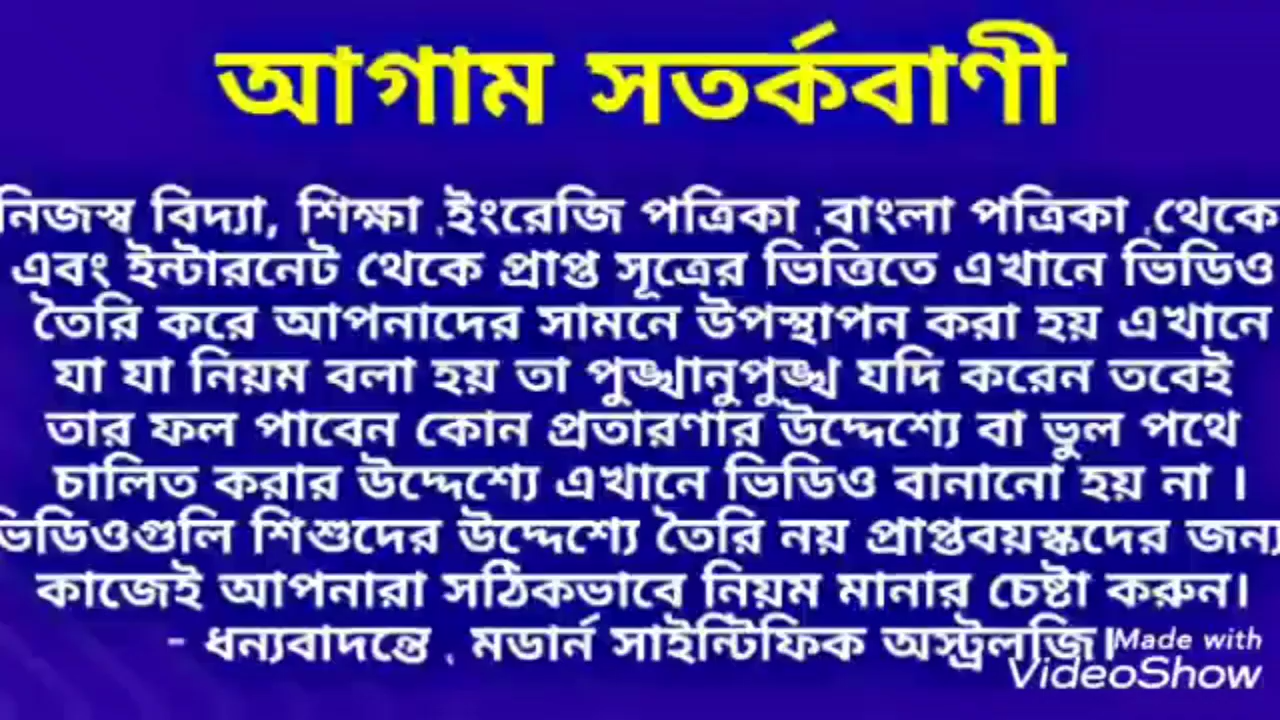 আগাম সতর্কবাণী
নিজস্ব বিদ্যা, শিক্ষা ,ইংরেজি পত্রিকা ,বাংলা পত্রিকা ,থেকে
এবং ইন্টারনেট থেকে প্রাপ্ত সূত্রের ভিত্তিতে এখানে ভিডিও
তৈরি করে আপনাদের সামনে উপস্থাপন করা হয় এখানে
যা যা নিয়ম বলা হয় তা পুঙ্খানুপুঙ্খ যদি করেন তবেই
তার ফল পাবেন কোন প্রতারণার উদ্দেশ্যে বা ভুল পথে
চালিত করার উদ্দেশ্যে এখানে ভিডিও বানানো হয় না ।
ভিডিওগুলি শিশুদের উদ্দেশ্যে তৈরি নয় প্রাপ্তবয়স্কদের জন্য
কাজেই আপনারা সঠিকভাবে নিয়ম মানার চেষ্টা করুন।
- ধন্যবাদন্তে , মডার্ন সাইন্টিফিক অস্ট্রলজি।
Made with
VideoShow